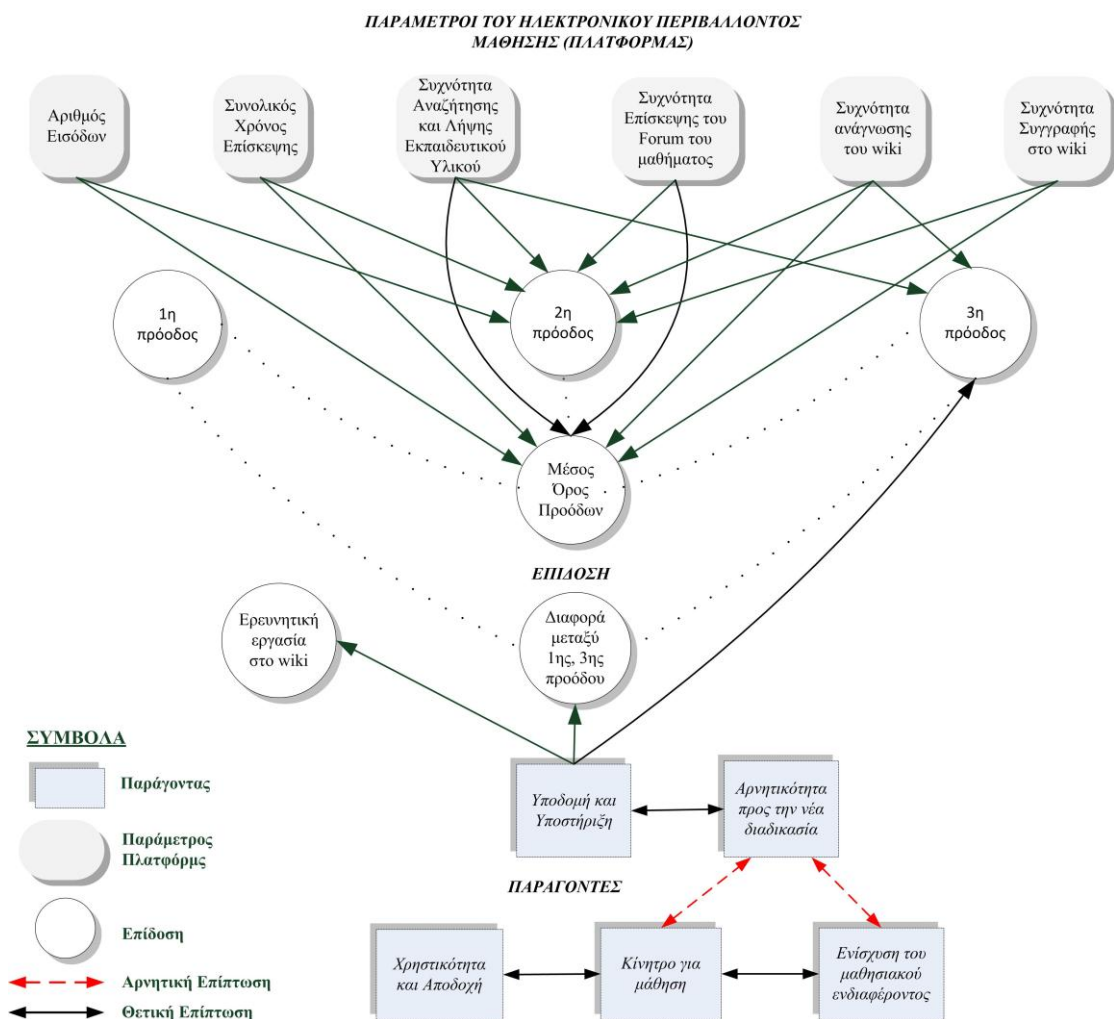 ΠΑΡΑΜΕΤΡΟΙ ΤΟΥ ΗΛΕΚΤΡΟΝΙΚΟΥ ΠΕΡΙΒΑΛΛΟΝΤΟΣ
ΜΑΘΗΣΗΣ (ΠΛΑΤΦΟΡΜΑΣ)
Αριθμός
Εισόδων
Συνολικός
Χρόνος
Επίσκεψης
Συχνότητα
Αναζήτησης
και Λήψης
Εκπαιδευτικού
Υλικού
Συχνότητα
Επίσκεψης του
Forum του
μαθήματος
Συχνότητα
ανάγνωσης
του wiki
Συχνότητα
Συγγραφής
στο wiki
1η
πρόοδος
2η
πρόοδος
3η
πρόοδος
Μέσος
Όρος
Προόδων
ΕΠΙΔΟΣΗ
Ερευνητική
εργασία
στο wiki
Διαφορά
μεταξύ
1ης, 3ης
προόδου
Υποδομή και
Υποστήριξη
Αρνητικότητα
προς την νέα
διαδικασία
ΠΑΡΑΓΟΝΤΕΣ
Χρηστικότητα
και Αποδοχή
Κίνητρο για
μάθηση
Ενίσχυση του
μαθησιακού
ενδιαφέροντος
ΣΥΜΒΟΛΑ
Παράγοντας
Παράμετρος
Πλατφόρμς
Επίδοση
Αρνητική Επίπτωση
Θετική Επίπτωση